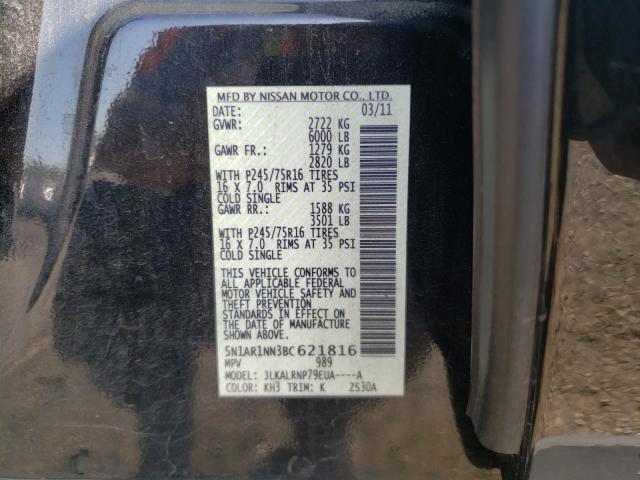 MFD BY NISSAN MOTOR CO., LTD.
DATE: 03/11
GVWR: 2722 KG
6000 LB
GAWR FR.: 1279 KG
2820 LB
WITH P245/75R16 TIRES
16 X 7.0 RIMS AT 35 PSI
COLD SINGLE
GAWR RR.: 1588 KG
3501 LB
WITH P245/75R16 TIRES
16 X 7.0 RIMS AT 35 PSI
COLD SINGLE
THIS VEHICLE CONFORMS TO
ALL APPLICABLE FEDERAL
MOTOR VEHICLE SAFETY AND
THEFT PREVENTION
STANDARDS IN EFFECT ON
THE DATE OF MANUFACTURE
SHOWN ABOVE.
5N1AR1NN3BC621816
MPV 989
MODEL: JLKALRNP79EUA----A
COLOR: KH3 TRIM: K ZS30A